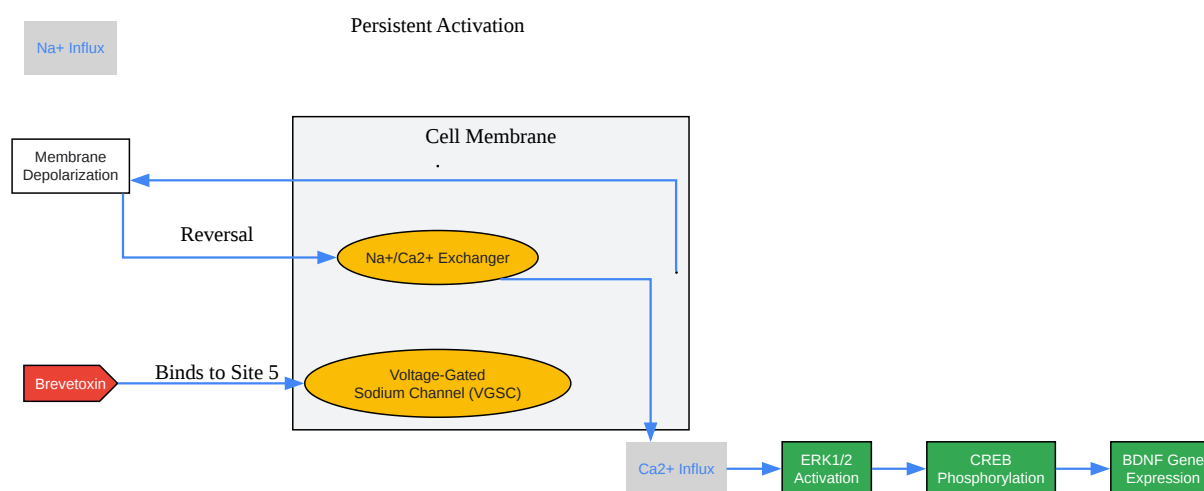 Persistent Activation
Na+ Influx
Cell Membrane
Membrane
Depolarization
Reversal
Na+/Ca2+ Exchanger
Brevetoxin
Binds to Site 5
Voltage-Gated
Sodium Channel (VGSC)
Ca2+ Influx
ERK1/2
Activation
CREB
Phosphorylation
BDNF Gene
Expression